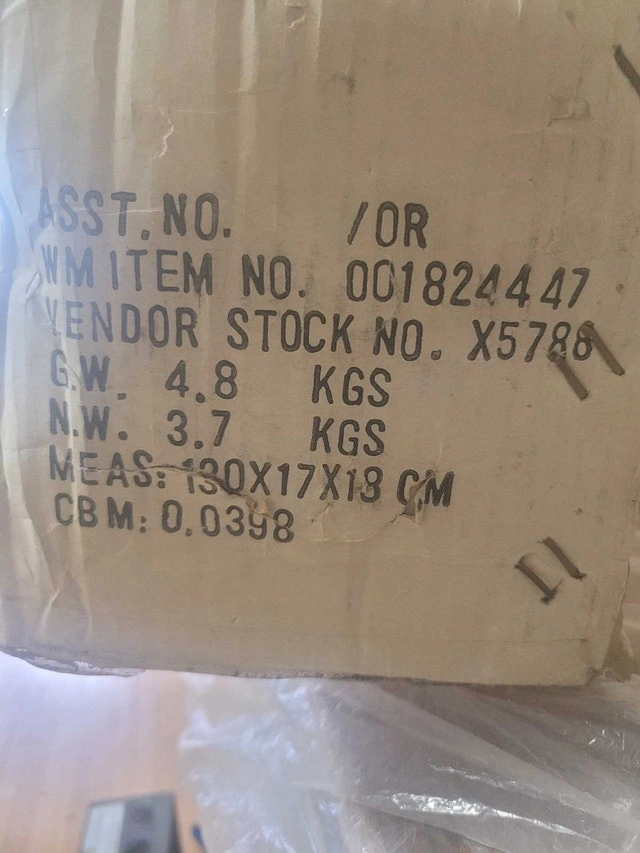 ASST. NO. /OR
WM ITEM NO. 001824447
VENDOR STOCK NO. X5788
G.W. 4.8 KGS
N.W. 3.7 KGS
MEAS: 130X17X18 CM
CBM: 0.0398